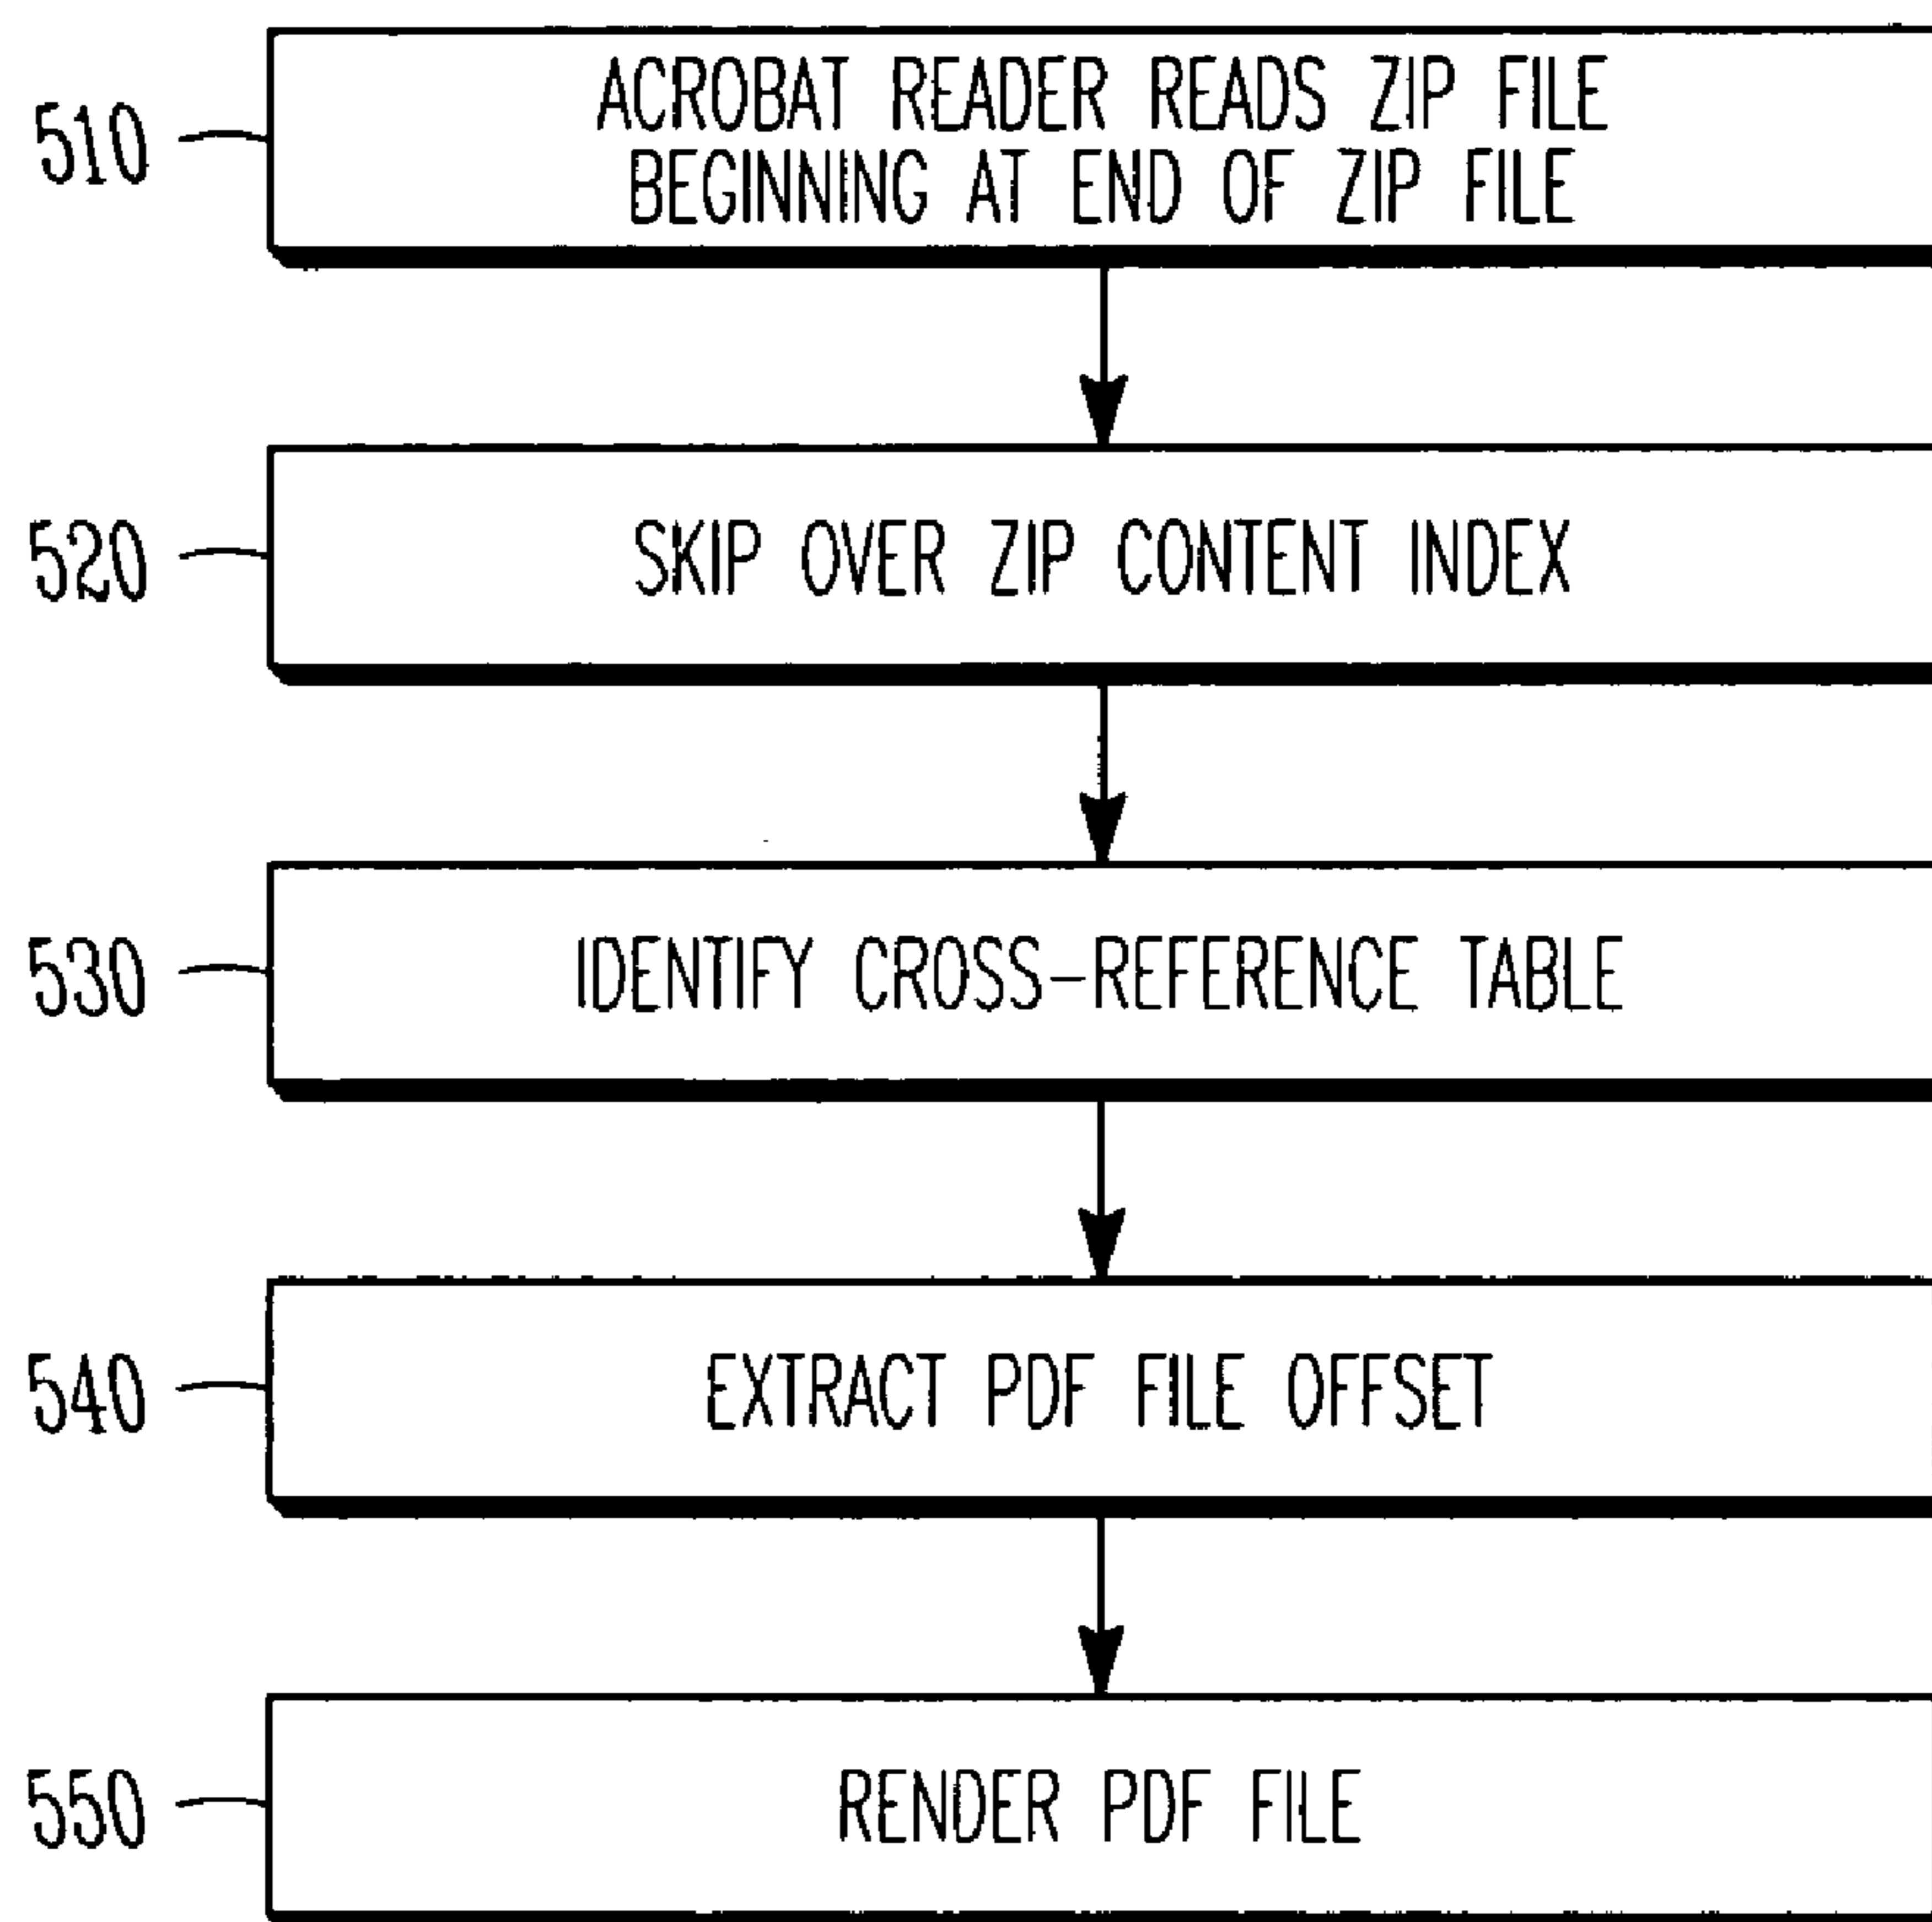 510
ACROBAT READER READS ZIP FILE
BEGINNING AT END OF ZIP FILE
520
SKIP OVER ZIP CONTENT INDEX
530
IDENTIFY CROSS-REFERENCE TABLE
540
EXTRACT PDF FILE OFFSET
550
RENDER PDF FILE